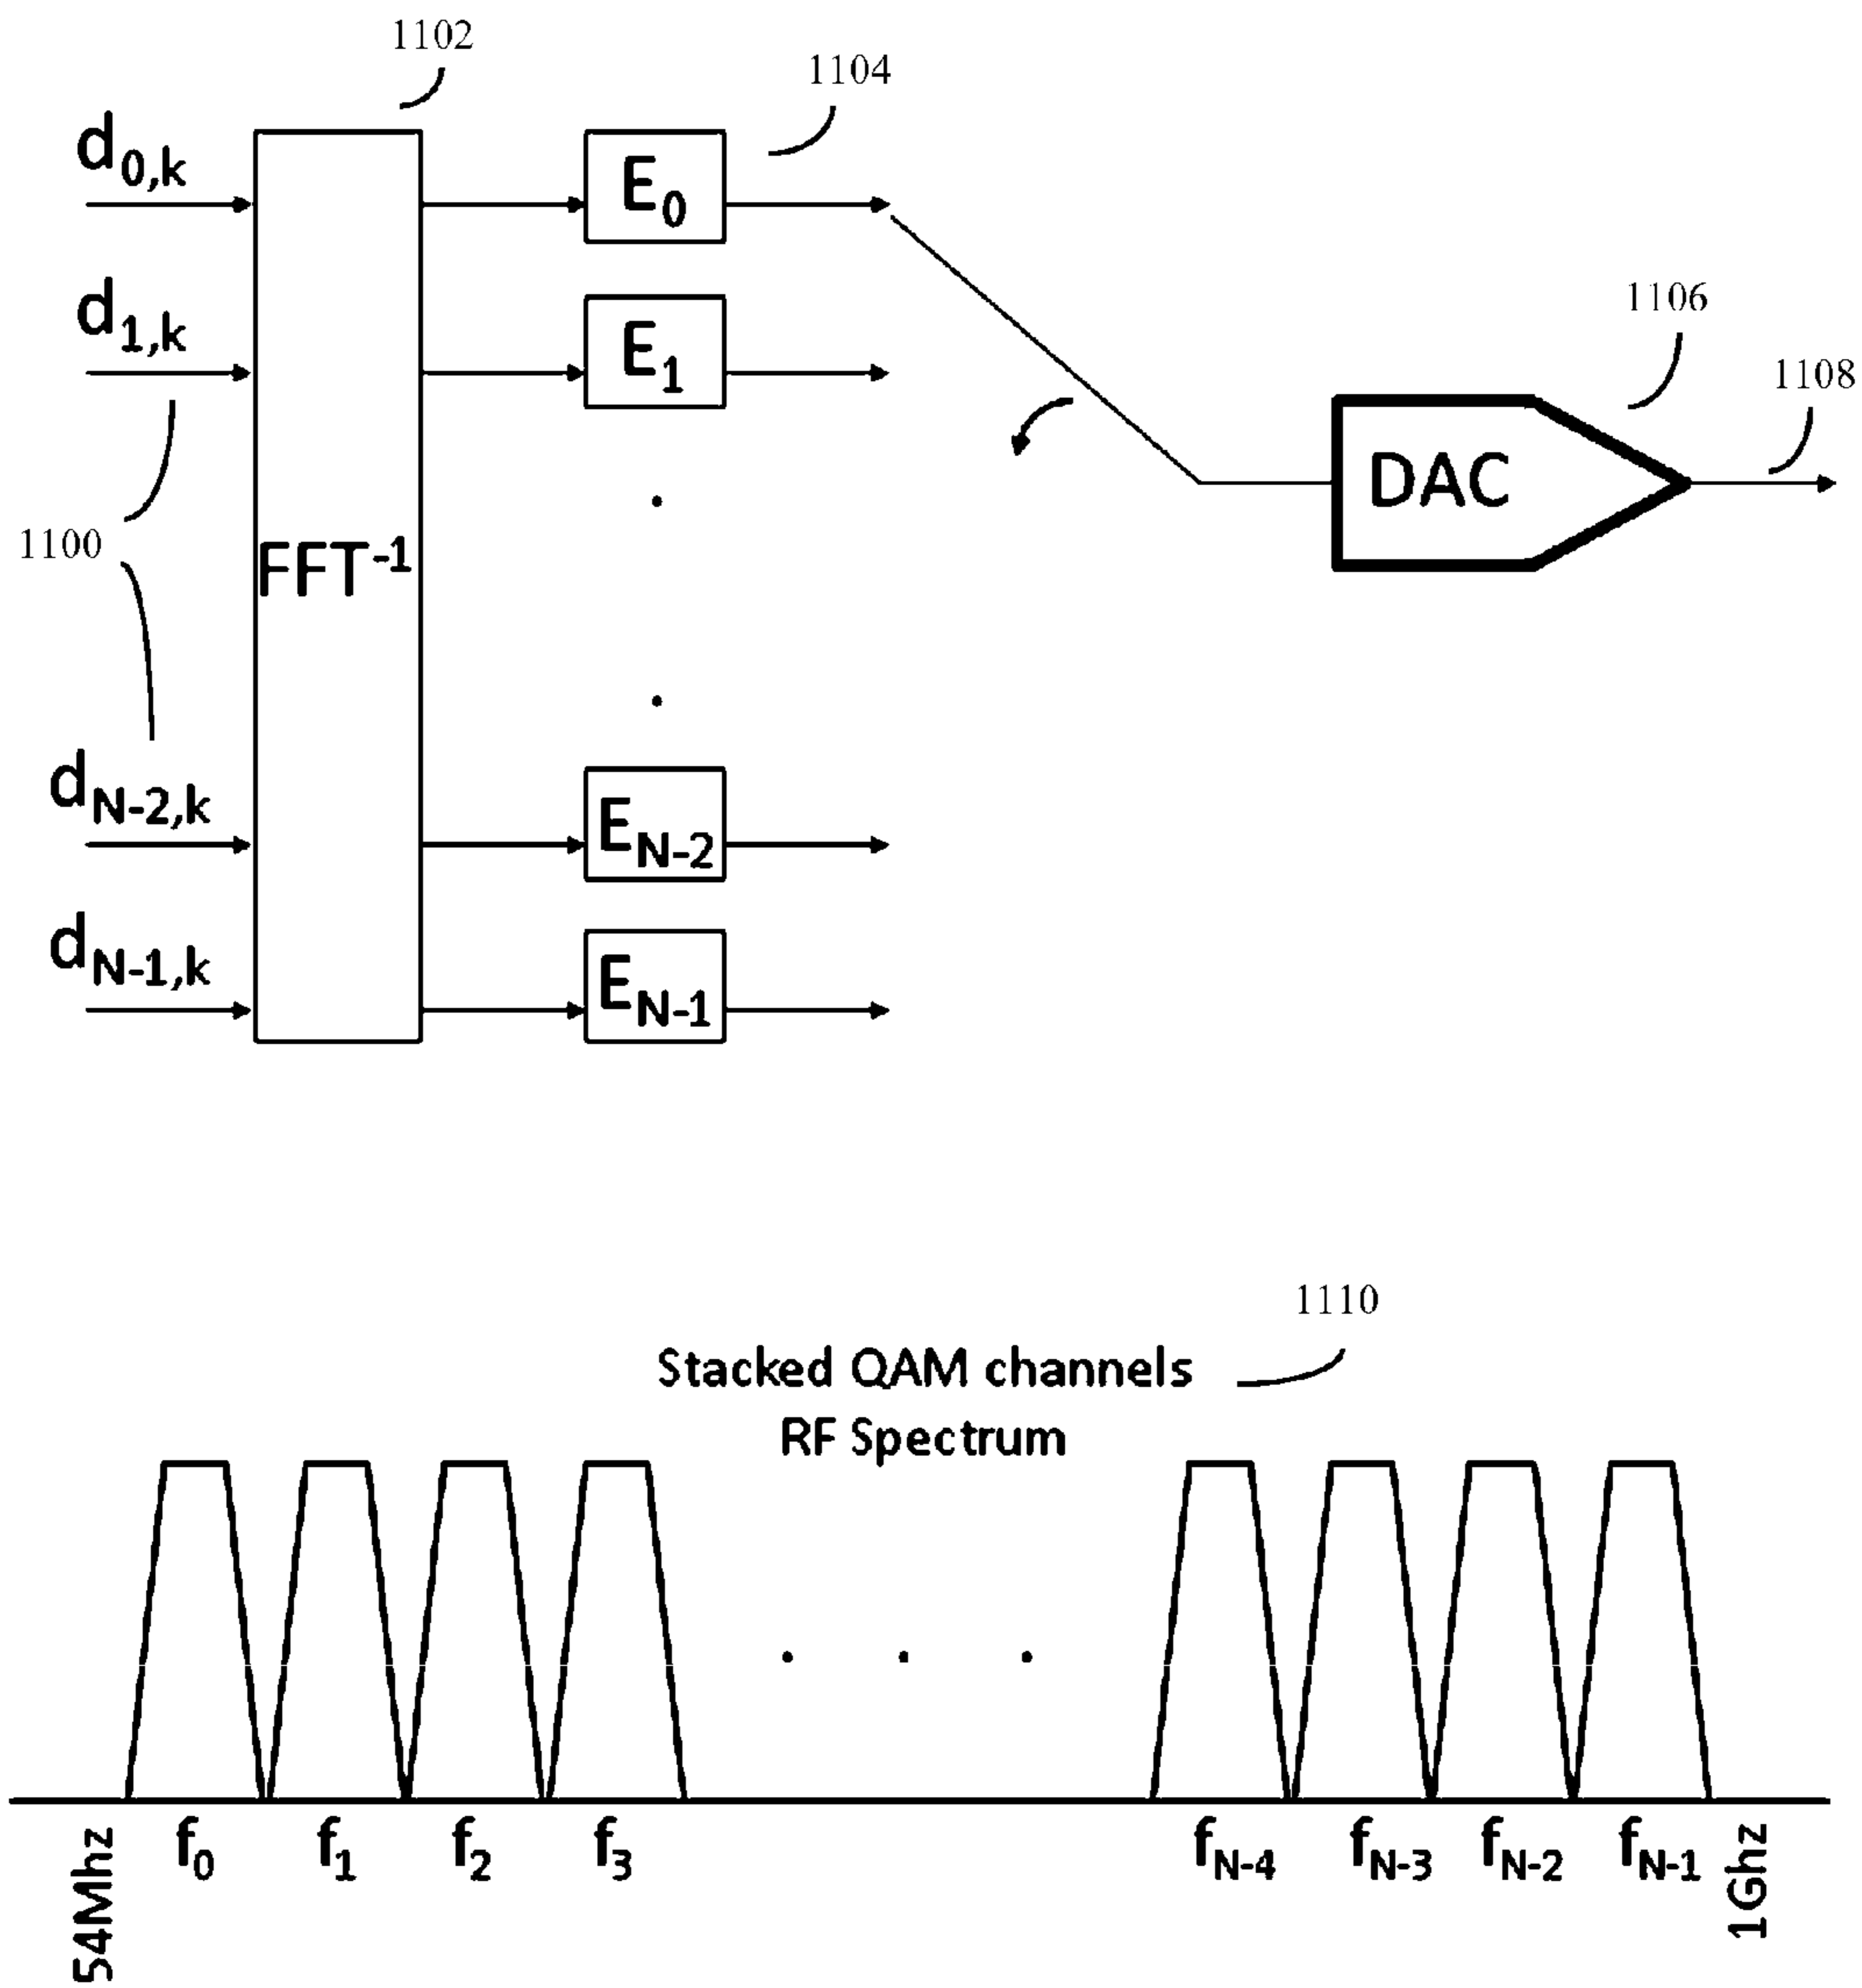 1102
1104
d0,k
E0
d1,k
E1
1106
1108
DAC
1100
FFT-1
dN-2,k
EN-2
dN-1,k
EN-1
1110
Stacked QAM channels
RF Spectrum
54Mhz
f0
f1
f2
f3
fN-4
fN-3
fN-2
fN-1
1Ghz